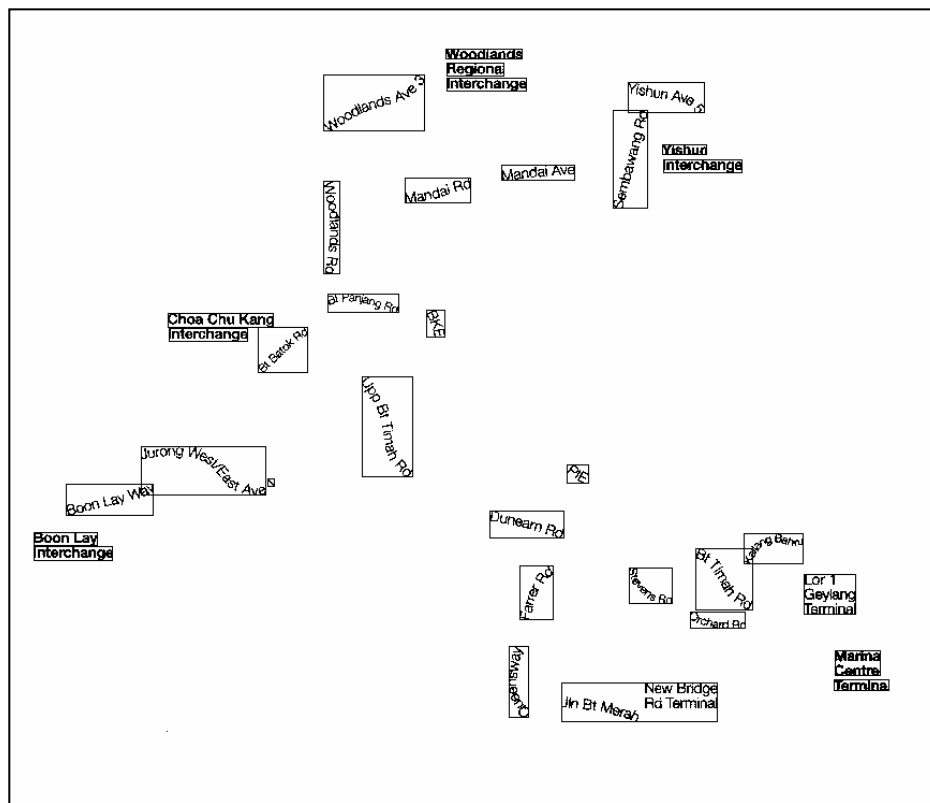 Woodlands
Regional
Interchange
Woodlands Ave 3
Yishun Ave 5
Sembawang Rd
Yishun
Interchange
Mandai Ave
Mandai Rd
Woodlands Rd
Bt Panjang Rd
BKE
Choa Chu Kang
Interchange
Bt Batok Rd
Upp Bt Timah Rd
Jurong West/East Ave
Boon Lay Way
PIE
Dunearn Rd
Boon Lay
Interchange
Kallang Bahru
Bt Timah Rd
Farrer Rd
Stevens Rd
Lor 1
Geylang
Terminal
Orchard Rd
Queensway
Marina
Centre
Terminal
New Bridge
Rd Terminal
Jln Bt Merah